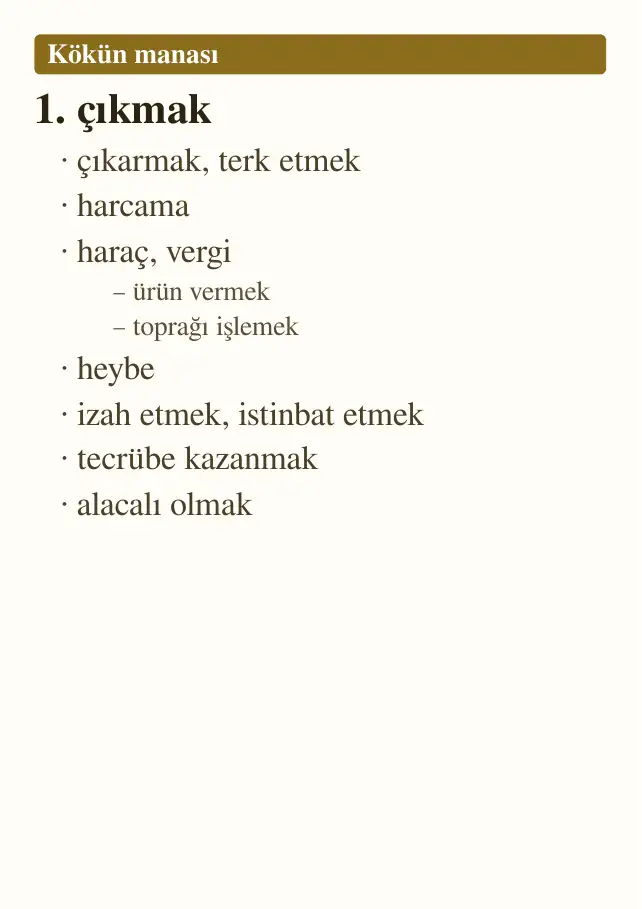 Kökün manası
1. çıkmak
· çıkarmak, terk etmek
· harcama
· haraç, vergi
– ürün vermek
– toprağı işlemek
· heybe
· izah etmek, istinbat etmek
· tecrübe kazanmak
· alacalı olmak